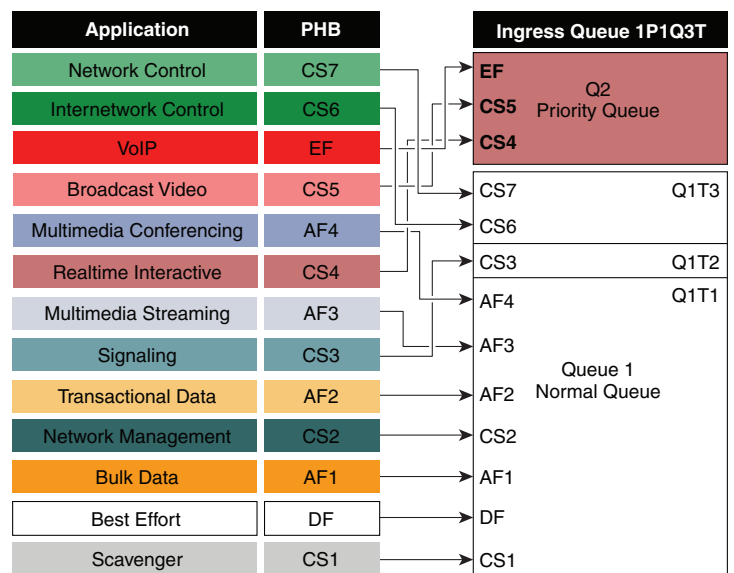 Application PHB Ingress Queue 1P1Q3T
Network Control CS7 EF
Q2
Internetwork Control CS6 CS5 Priority Queue
VoIP EF CS4
Broadcast Video CS5 CS7 Q1T3
Multimedia Conferencing AF4 CS6
Realtime Interactive CS4 CS3 Q1T2
Multimedia Streaming AF3 AF4 Q1T1
Signaling CS3 AF3
Queue 1
Transactional Data AF2 AF2 Normal Queue
Network Management CS2 CS2
Bulk Data AF1 AF1
Best Effort DF DF
Scavenger CS1 CS1